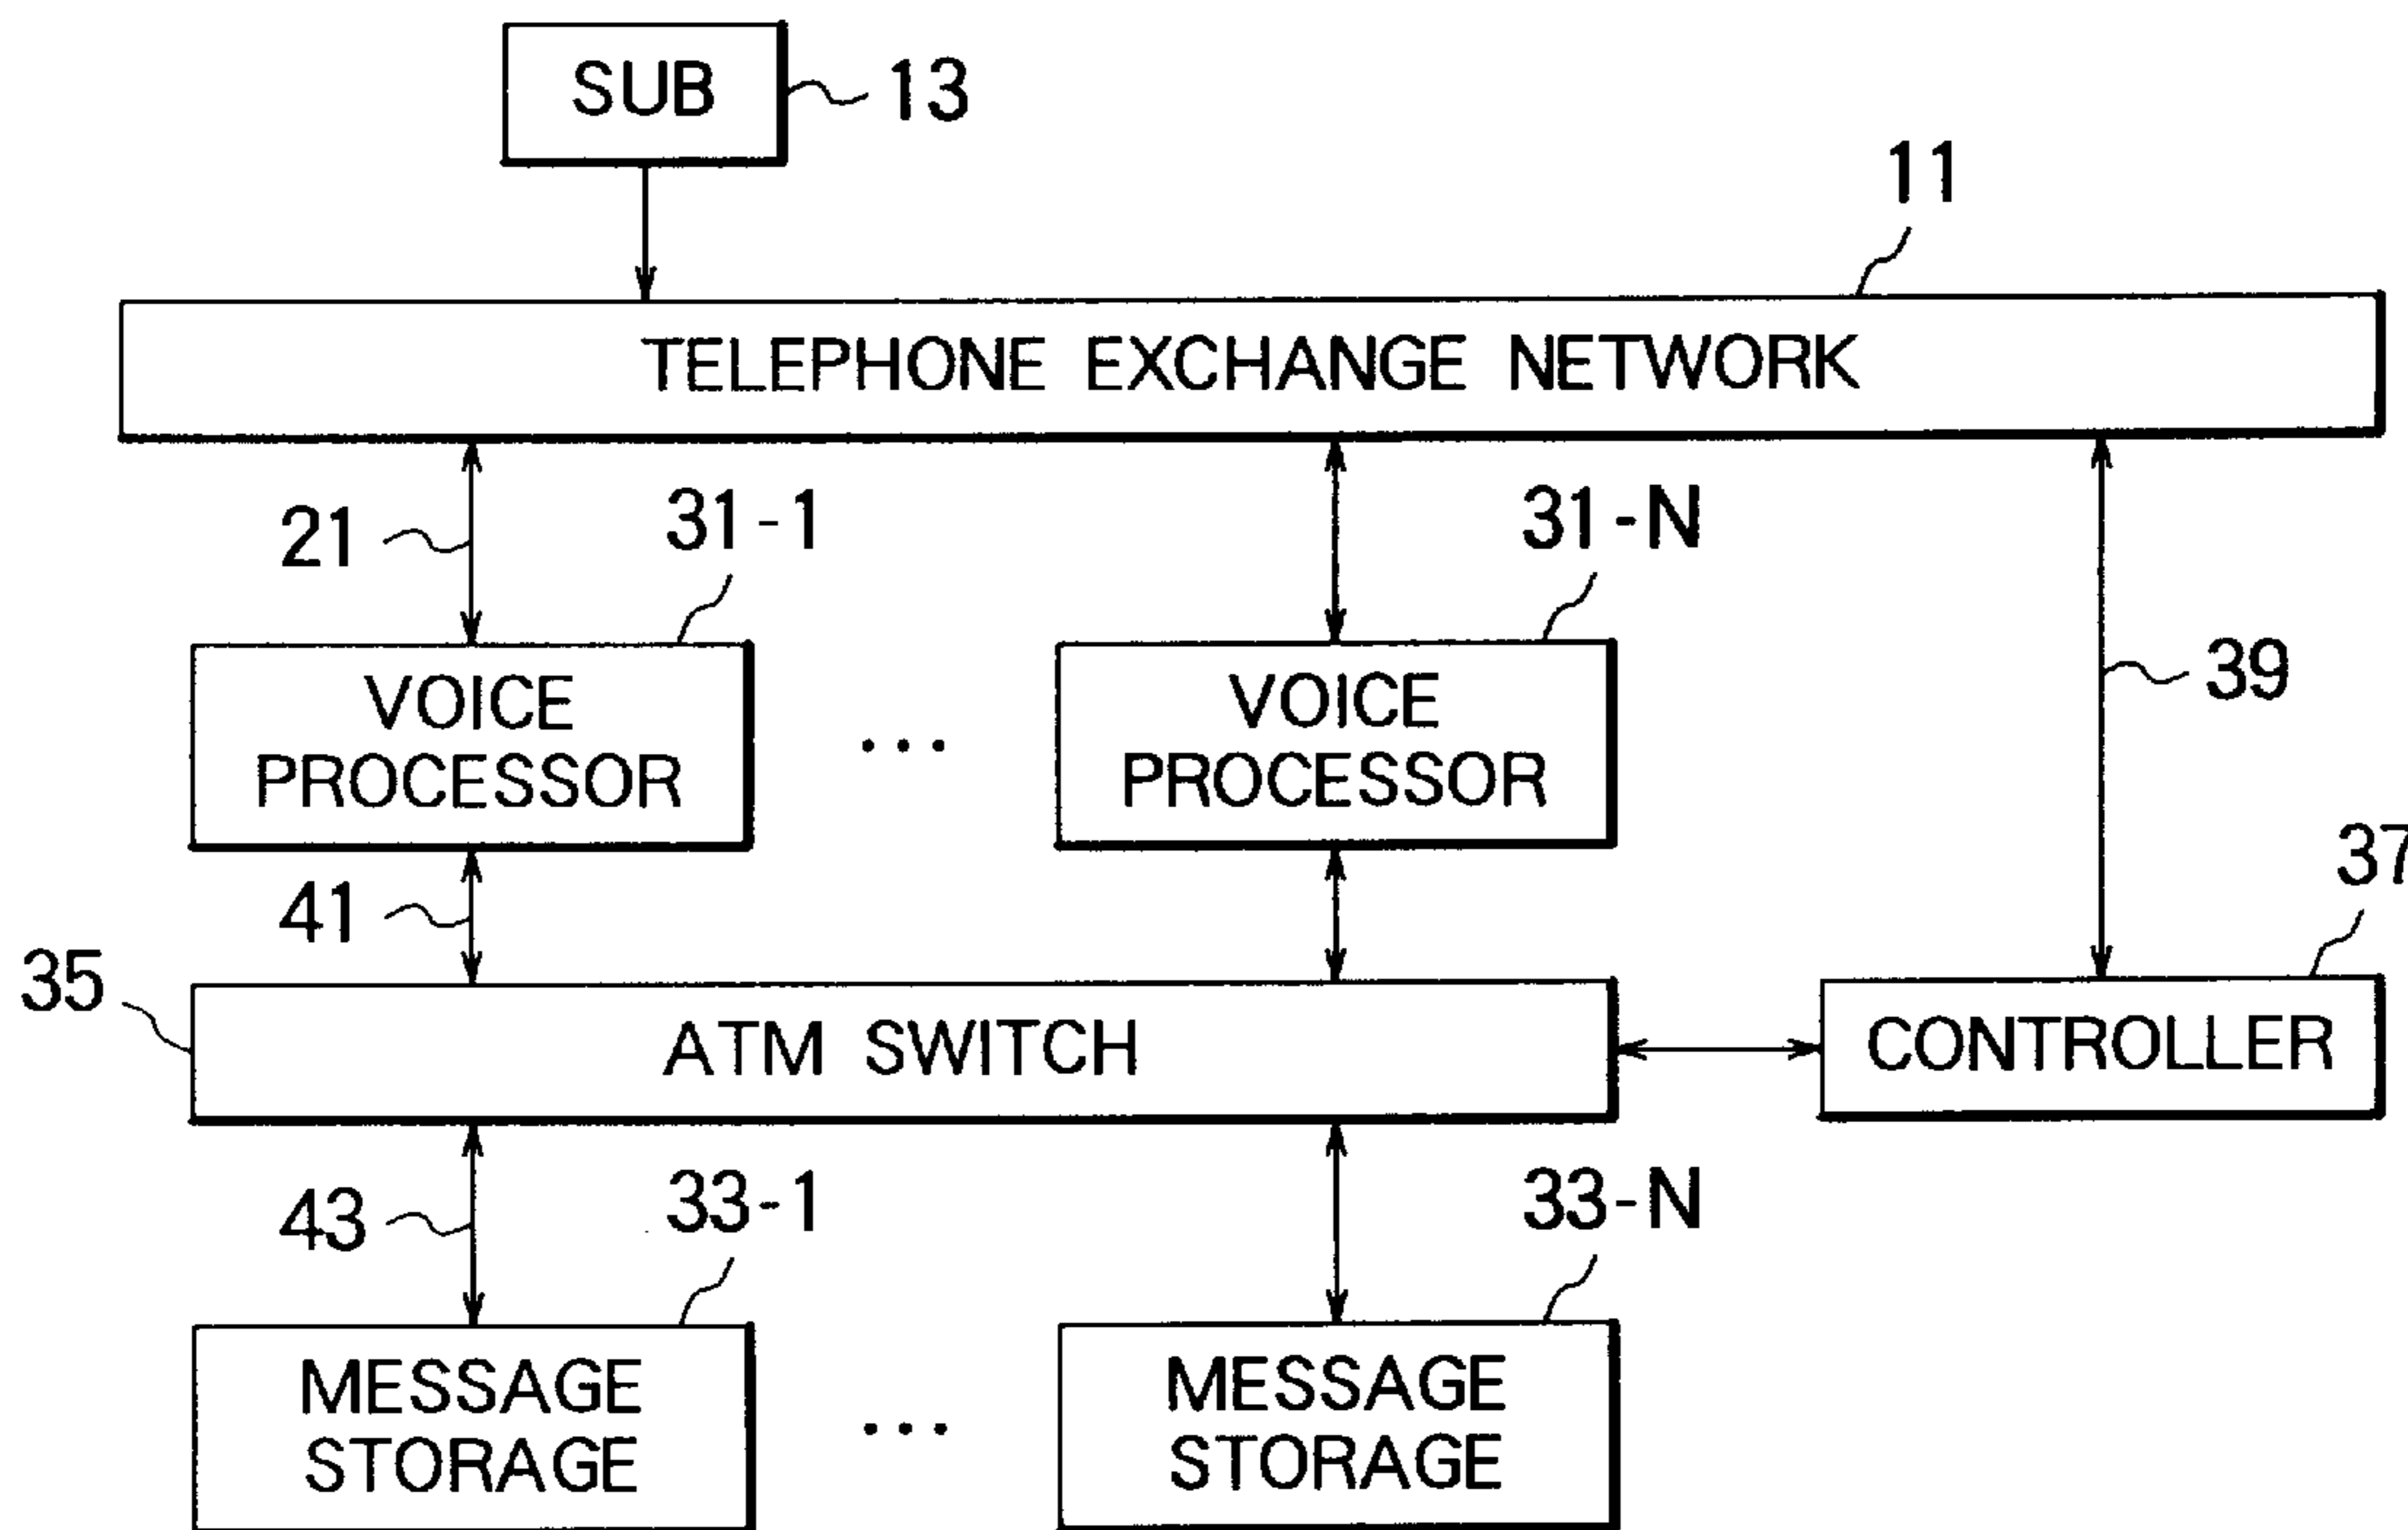 SUB
13
11
TELEPHONE EXCHANGE NETWORK
21
31-1
31-N
39
VOICE
PROCESSOR
...
VOICE
PROCESSOR
37
41
35
ATM SWITCH
CONTROLLER
43
33-1
33-N
MESSAGE
STORAGE
...
MESSAGE
STORAGE